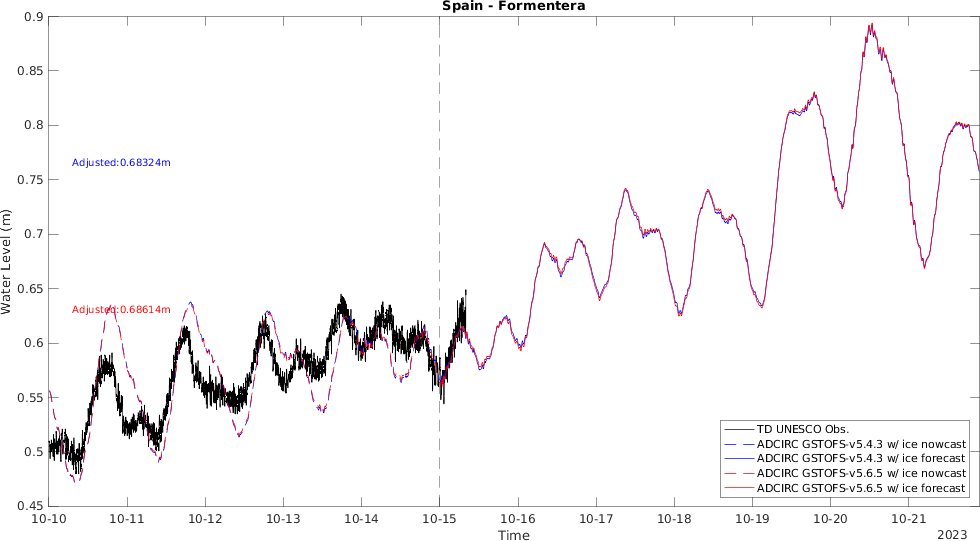 Spain - Formentera
0.9
0.85
0.8
0.75
0.7
0.65
0.6
0.55
0.5
0.45
Water Level (m)
Adjusted:0.68324m
Adjusted:0.68614m
TD UNESCO Obs.
ADCIRC GSTOFS-v5.4.3 w/ ice nowcast
ADCIRC GSTOFS-v5.4.3 w/ ice forecast
ADCIRC GSTOFS-v5.6.5 w/ ice nowcast
ADCIRC GSTOFS-v5.6.5 w/ ice forecast
10-10 10-11 10-12 10-13 10-14 10-15 10-16 10-17 10-18 10-19 10-20 10-21
Time
2023